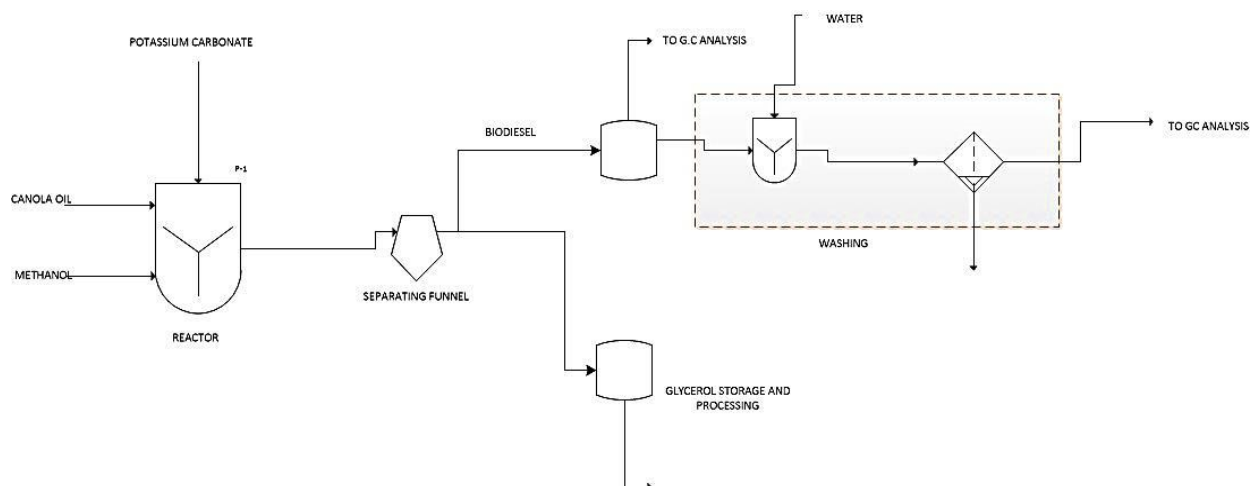 WATER
POTASSIUM CARBONATE
TO G.C ANALYSIS
BIODIESEL
TO GC ANALYSIS
P-1
CANOLA OIL
WASHING
METHANOL
SEPARATING FUNNEL
REACTOR
GLYCEROL STORAGE AND
PROCESSING